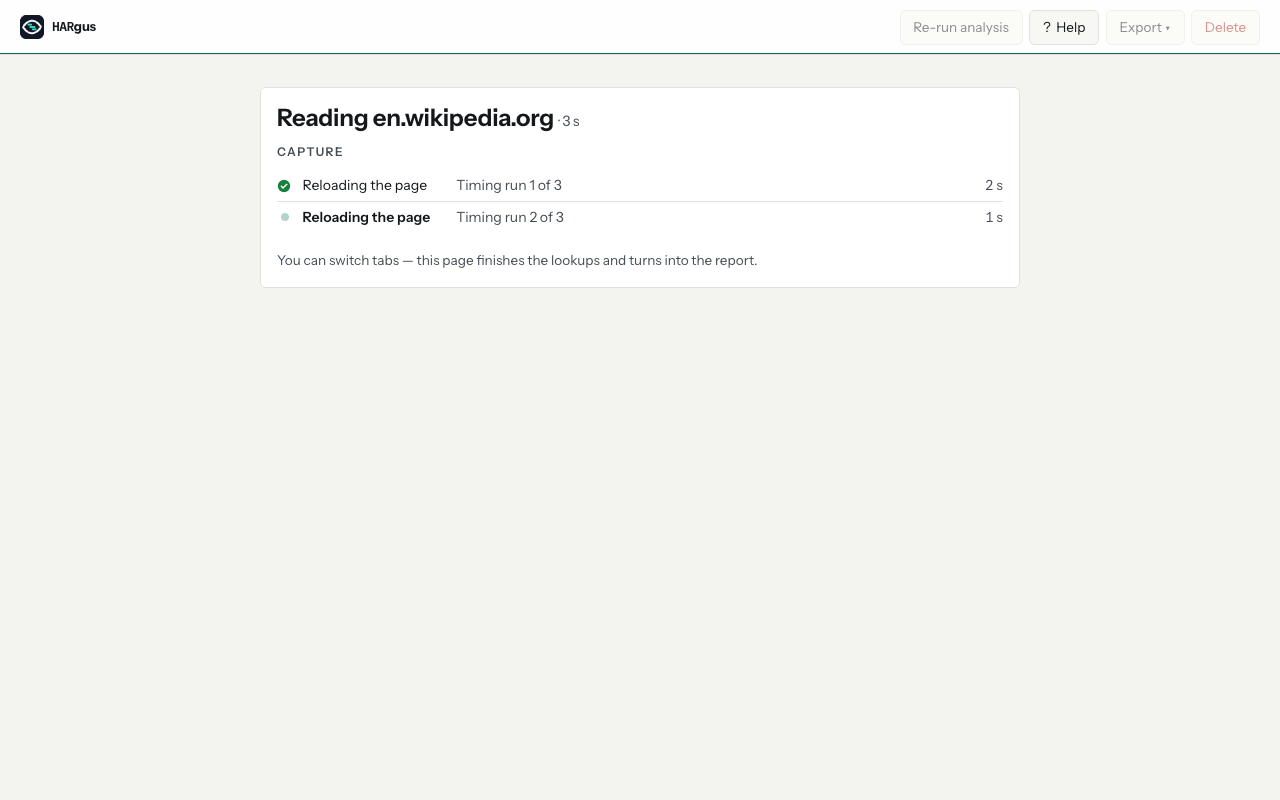 HARgus
Re-run analysis
? Help
Export ▾
Delete
Reading en.wikipedia.org · 3 s
CAPTURE
Reloading the page Timing run 1 of 3 2 s
Reloading the page Timing run 2 of 3 1 s
You can switch tabs — this page finishes the lookups and turns into the report.